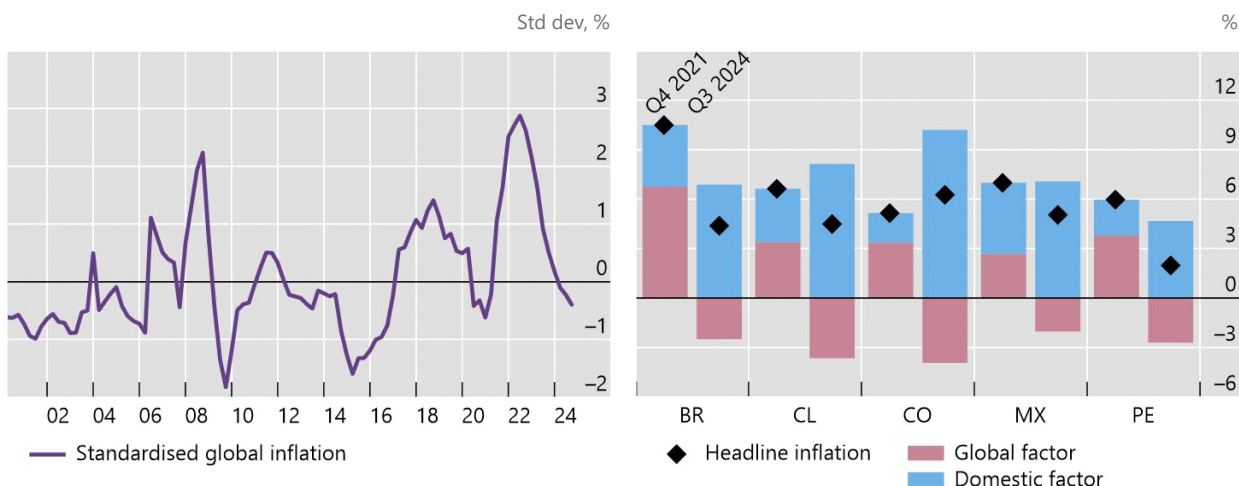 Std dev, %
3
2
1
0
–1
–2
02 04 06 08 10 12 14 16 18 20 22 24
Standardised global inflation
%
Q4 2021
Q3 2024
12
9
6
3
0
–3
–6
BR CL CO MX PE
Headline inflation
Global factor
Domestic factor